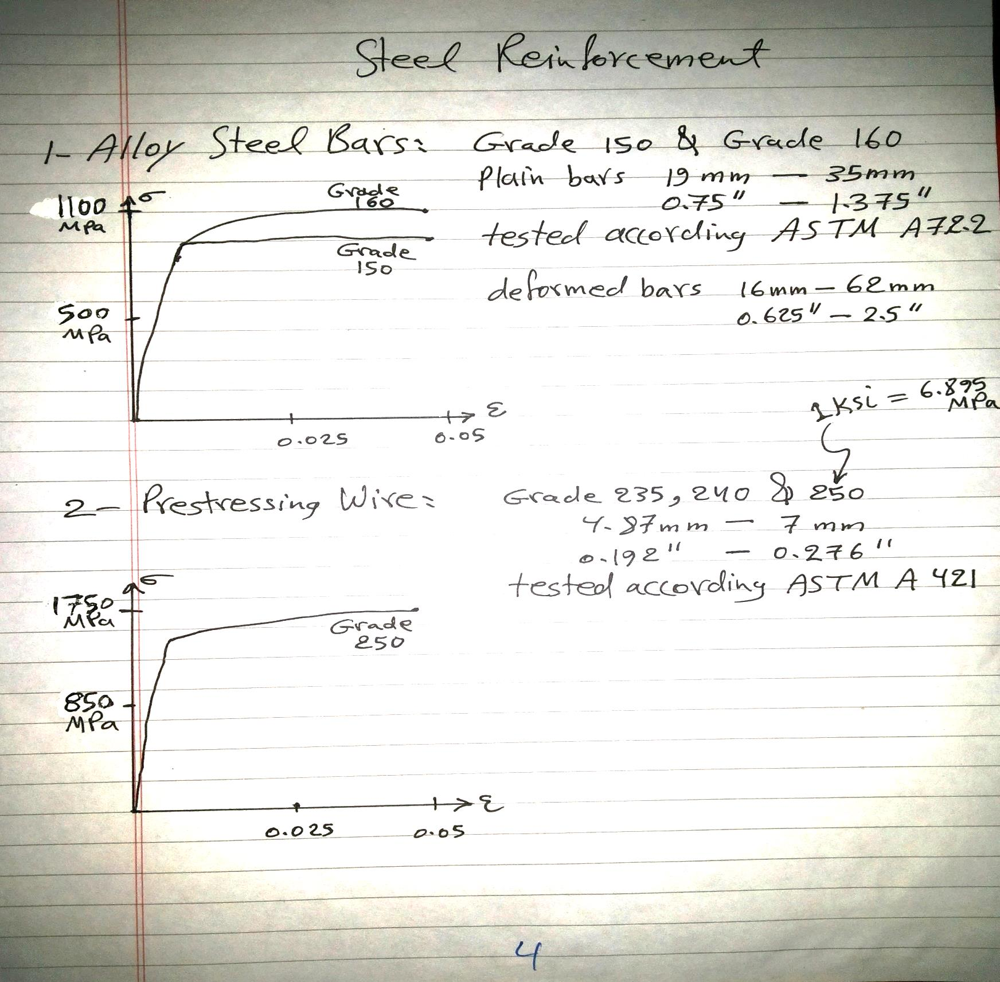 Steel Reinforcement
1- Alloy Steel Bars: Grade 150 & Grade 160
Plain bars 19 mm — 35mm
0.75" — 1.375"
tested according ASTM A722
deformed bars 16mm — 62mm
0.625" — 2.5"
1100 MPa
σ
Grade 160
Grade 150
500 MPa
0.025
0.05
ε
1 Ksi = 6.895 MPa
2- Prestressing Wire: Grade 235, 240 & 250
4.87mm — 7 mm
0.192" — 0.276"
tested according ASTM A 421
σ
1750 MPa
Grade 250
850 MPa
0.025
0.05
ε
4